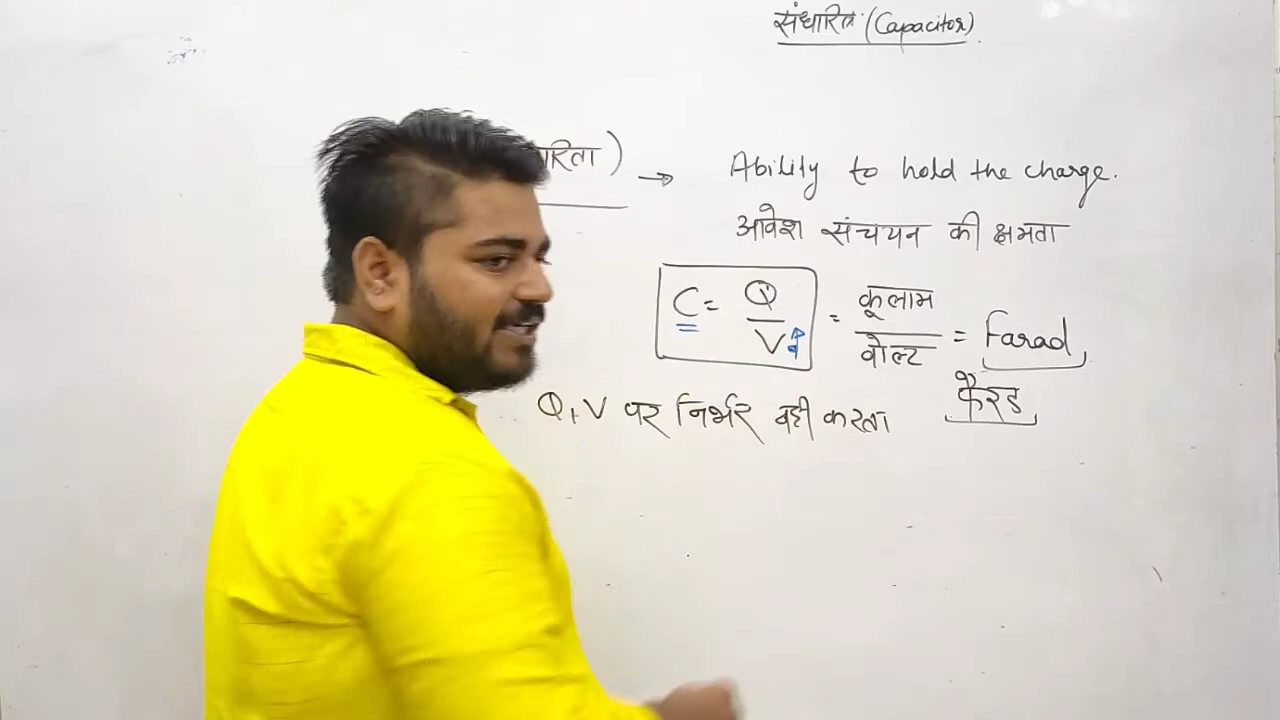 संधारित्र (Capacitor)
रिता) → Ability to hold the charge.
आवेश संचयन की क्षमता
C = Q/V = कूलाम/वोल्ट = Farad
फैरड
Q, V पर निर्भर नही करता